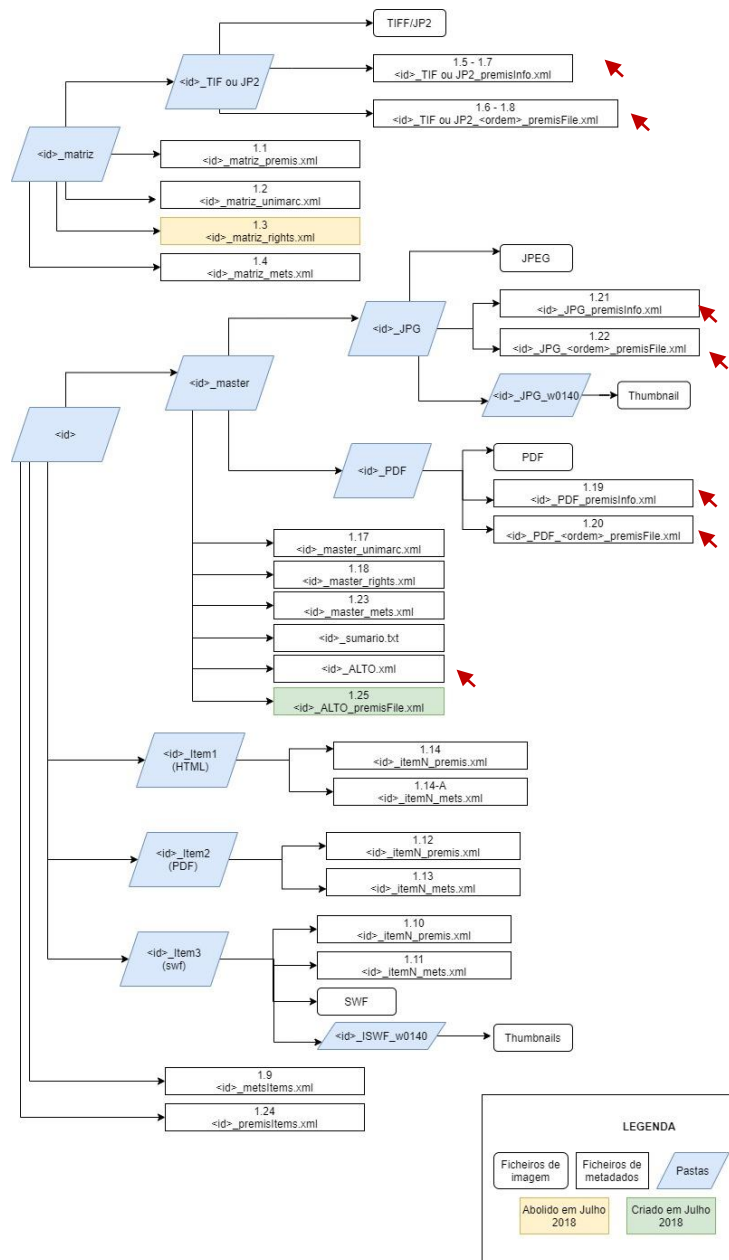 TIFF/JP2
<id>_TIF ou JP2
1.5 - 1.7
<id>_TIF ou JP2_premisInfo.xml
1.6 - 1.8
<id>_TIF ou JP2_<ordem>_premisFile.xml
<id>_matriz
1.1
<id>_matriz_premis.xml
1.2
<id>_matriz_unimarc.xml
1.3
<id>_matriz_rights.xml
1.4
<id>_matriz_mets.xml
JPEG
<id>_JPG
1.21
<id>_JPG_premisInfo.xml
1.22
<id>_JPG_<ordem>_premisFile.xml
<id>_master
<id>_JPG_w0140
Thumbnail
<id>
<id>_PDF
PDF
1.19
<id>_PDF_premisInfo.xml
1.20
<id>_PDF_<ordem>_premisFile.xml
1.17
<id>_master_unimarc.xml
1.18
<id>_master_rights.xml
1.23
<id>_master_mets.xml
<id>_sumario.txt
<id>_ALTO.xml
1.25
<id>_ALTO_premisFile.xml
<id>_Item1
(HTML)
1.14
<id>_itemN_premis.xml
1.14-A
<id>_itemN_mets.xml
<id>_Item2
(PDF)
1.12
<id>_itemN_premis.xml
1.13
<id>_itemN_mets.xml
<id>_Item3
(swf)
1.10
<id>_itemN_premis.xml
1.11
<id>_itemN_mets.xml
SWF
<id>_ISWF_w0140
Thumbnails
1.9
<id>_metsItems.xml
1.24
<id>_premisItems.xml
LEGENDA
Ficheiros de
imagem
Ficheiros de
metadados
Pastas
Abolido em Julho
2018
Criado em Julho
2018